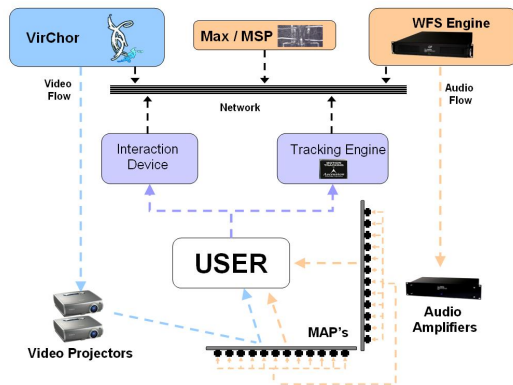 VirChor
Max / MSP
WFS Engine
Video
Flow
Audio
Flow
Network
Interaction
Device
Tracking Engine
USER
MAP's
Video Projectors
Audio
Amplifiers